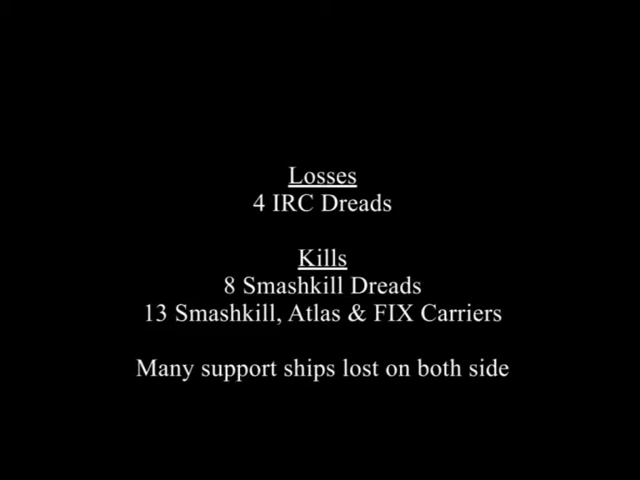 Losses
4 IRC Dreads
Kills
8 Smashkill Dreads
13 Smashkill, Atlas & FIX Carriers
Many support ships lost on both side